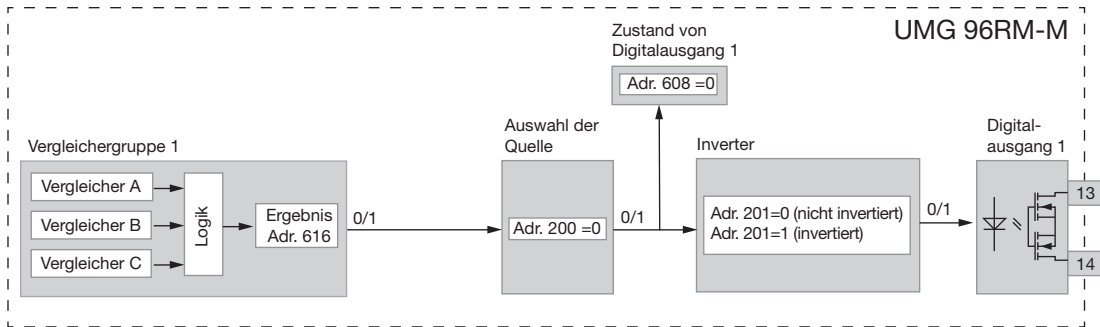 UMG 96RM-M
Zustand von
Digitalausgang 1
Adr. 608 =0
Vergleichergruppe 1
Vergleicher A
Vergleicher B
Vergleicher C
Logik
Ergebnis
Adr. 616
0/1
Auswahl der
Quelle
Adr. 200 =0
0/1
Inverter
Adr. 201=0 (nicht invertiert)
Adr. 201=1 (invertiert)
0/1
Digital-
ausgang 1
13
14